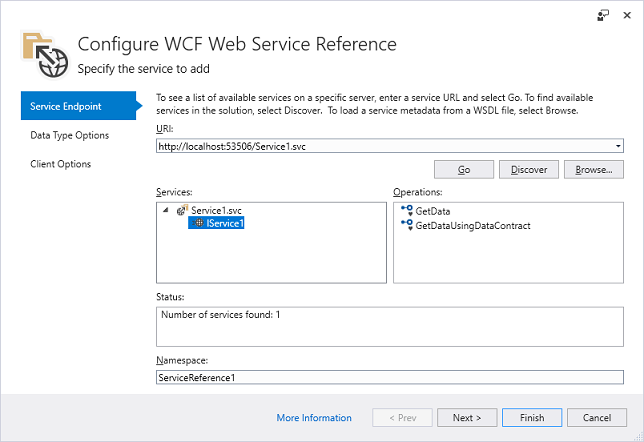 Configure WCF Web Service Reference
Specify the service to add
Service Endpoint
Data Type Options
Client Options
To see a list of available services on a specific server, enter a service URL and select Go. To find available
services in the solution, select Discover. To load a service metadata from a WSDL file, select Browse.
URI:
http://localhost:53506/Service1.svc
Go
Discover
Browse...
Services:
Service1.svc
IService1
Operations:
GetData
GetDataUsingDataContract
Status:
Number of services found: 1
Namespace:
ServiceReference1
More Information
< Prev
Next >
Finish
Cancel